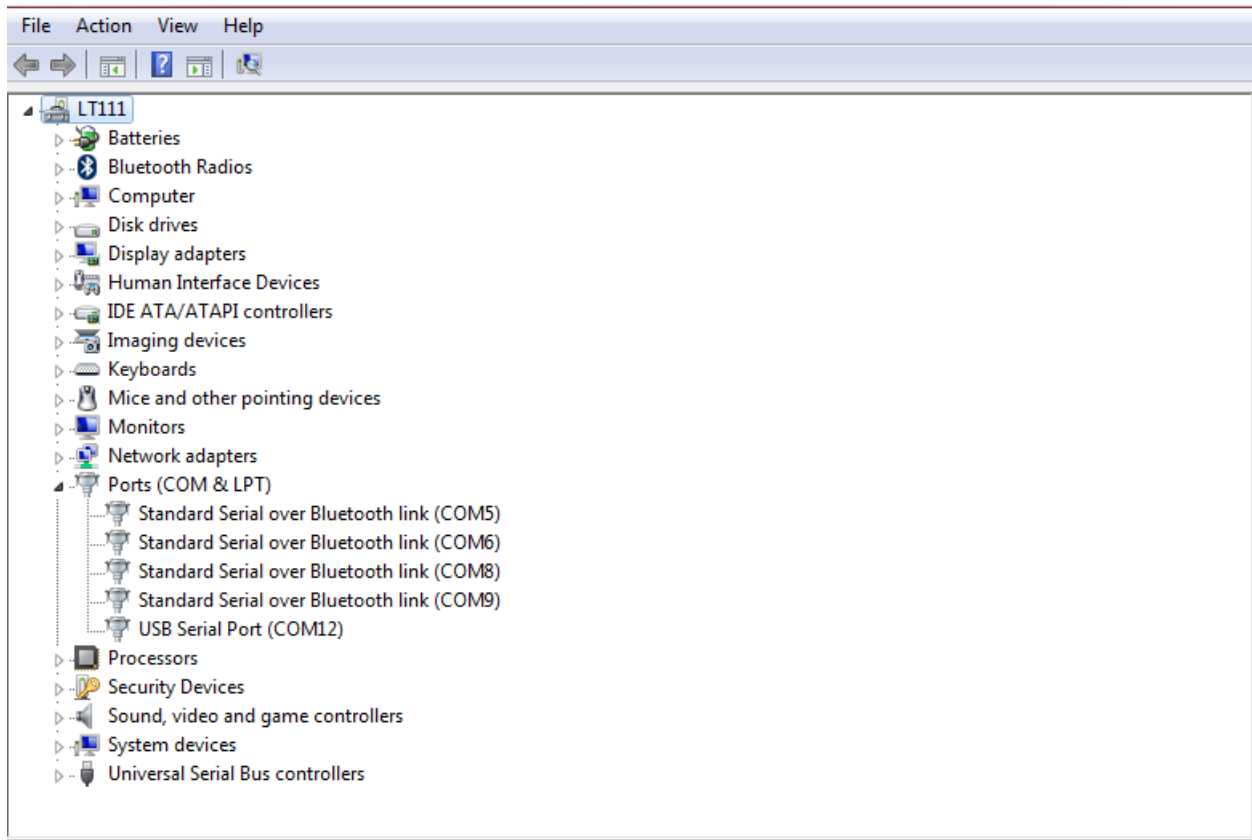 File Action View Help
?
LT111
Batteries
Bluetooth Radios
Computer
Disk drives
Display adapters
Human Interface Devices
IDE ATA/ATAPI controllers
Imaging devices
Keyboards
Mice and other pointing devices
Monitors
Network adapters
Ports (COM & LPT)
Standard Serial over Bluetooth link (COM5)
Standard Serial over Bluetooth link (COM6)
Standard Serial over Bluetooth link (COM8)
Standard Serial over Bluetooth link (COM9)
USB Serial Port (COM12)
Processors
Security Devices
Sound, video and game controllers
System devices
Universal Serial Bus controllers